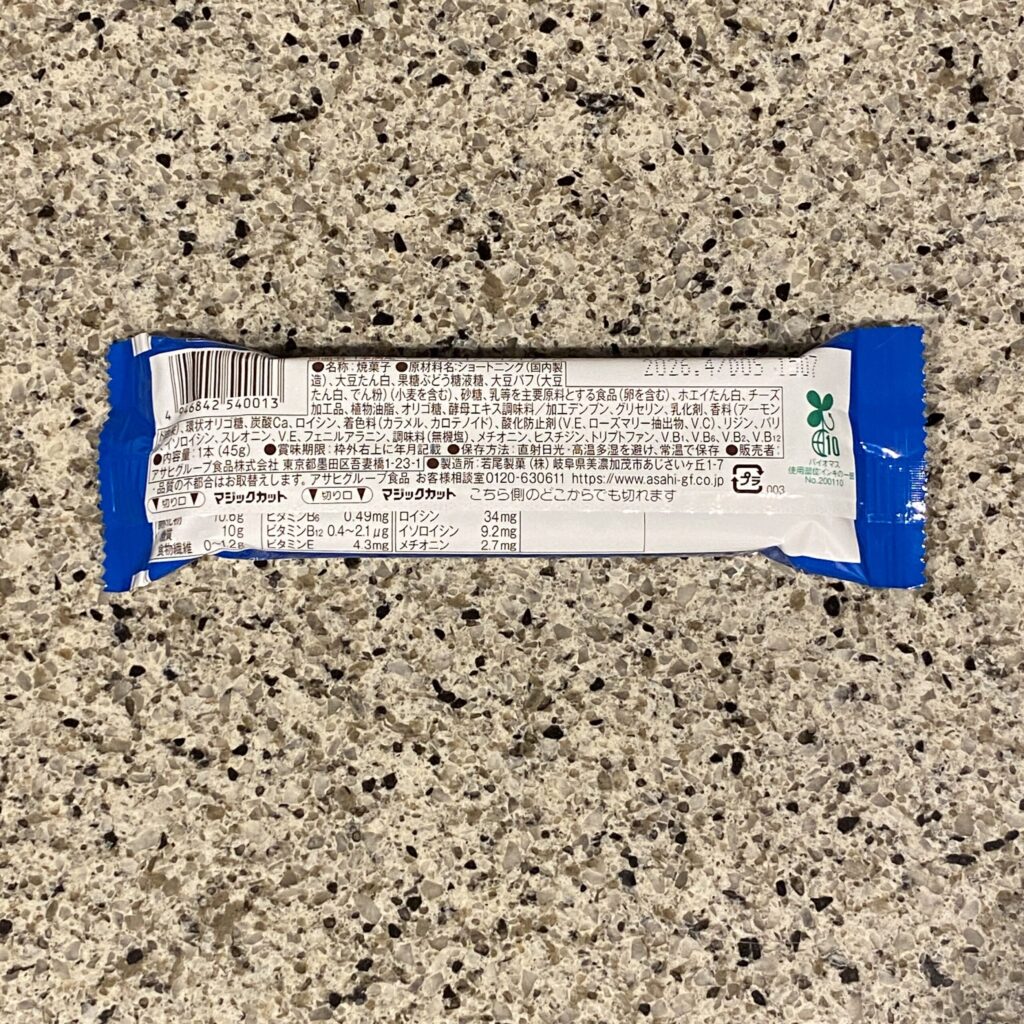 ●名称:焼菓子 ●原材料名:ショートニング(国内製
造)、大豆たん白、果糖ぶどう糖液糖、大豆パフ(大豆
たん白、でん粉)(小麦を含む)、砂糖、乳等を主要原料とする食品(卵を含む)、ホエイたん白、チーズ
加工品、植物油脂、オリゴ糖、酵母エキス調味料/加工デンプン、グリセリン、乳化剤、香料(アーモン
環状オリゴ糖、炭酸Ca、ロイシン、着色料(カラメル、カロテノイド)、酸化防止剤(V.E、ローズマリー抽出物、V.C)、リジン、バリ
イソロイシン、スレオニン、V.E、フェニルアラニン、調味料(無機塩)、メチオニン、ヒスチジン、トリプトファン、V.B1、V.B6、V.B2、V.B12
●内容量:1本(45g) ●賞味期限:枠外右上に年月記載 ●保存方法:直射日光・高温多湿を避け、常温で保存 ●販売者:
アサヒグループ食品株式会社 東京都墨田区吾妻橋1-23-1 ●製造所:若尾製菓(株)岐阜県美濃加茂市あじさいヶ丘1-7
品質の不都合はお取替えします。アサヒグループ食品 お客様相談室0120-630611 https://www.asahi-gf.co.jp
切り口 マジックカット 切り口 マジックカット こちら側のどこからでも切れます
4 946842 540013
2026.4/
10
バイオマス
使用部位:インキの一部
No.200110
プラ
003
10.6g ビタミンB6 0.49mg ロイシン 34mg
糖質 10g ビタミンB12 0.4~2.1μg イソロイシン 9.2mg
食物繊維 0~1.2g ビタミンE 4.3mg メチオニン 2.7mg